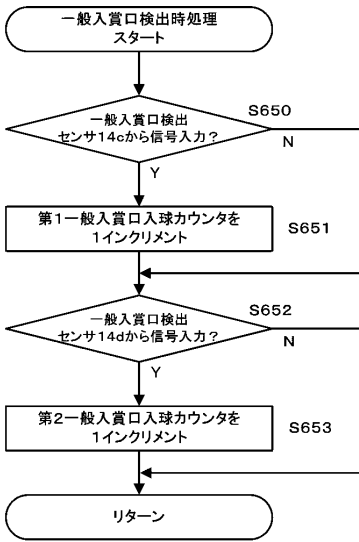 一般入賞口検出時処理
スタート
S650
一般入賞口検出
センサ14cから信号入力？
N
Y
第1一般入賞口入球カウンタを
1インクリメント
S651
S652
一般入賞口検出
センサ14dから信号入力？
N
Y
第2一般入賞口入球カウンタを
1インクリメント
S653
リターン